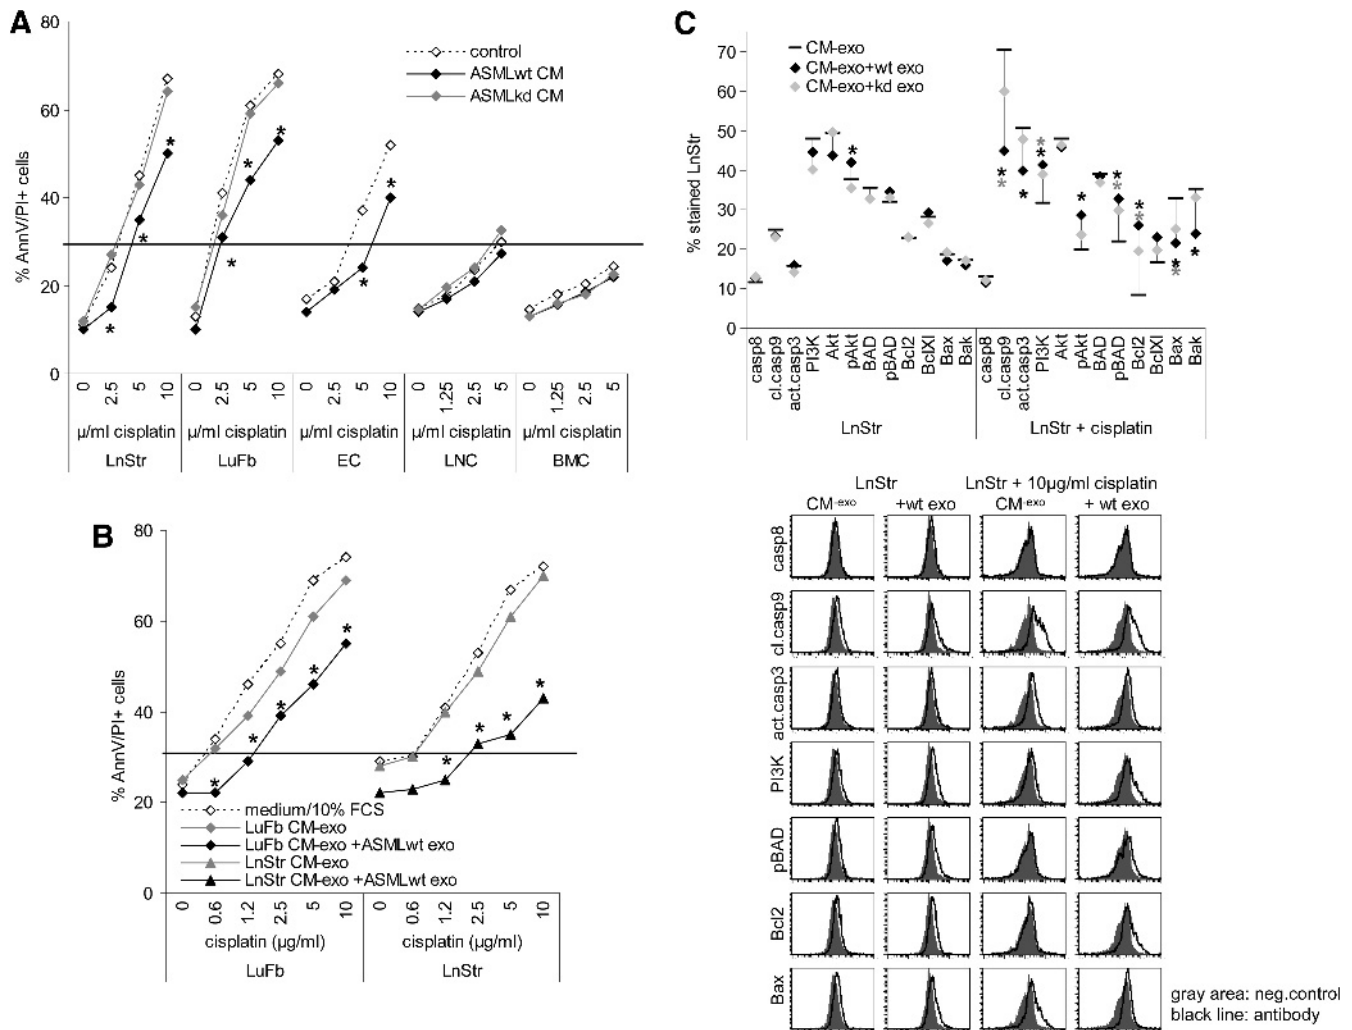 A
80
60
40
20
0
% AnnV/PI+ cells
control
ASMLwt CM
ASMLkd CM
* * * * * * * *
0 2.5 5 10 0 2.5 5 10 0 2.5 5 10 0 1.25 2.5 5 0 1.25 2.5 5
µ/ml cisplatin µ/ml cisplatin µ/ml cisplatin µ/ml cisplatin µ/ml cisplatin
LnStr LuFb EC LNC BMC
B
80
60
40
20
0
% AnnV/PI+ cells
* * * * * * * * *
medium/10% FCS
LuFb CM-exo
LuFb CM-exo +ASMLwt exo
LnStr CM-exo
LnStr CM-exo +ASMLwt exo
0 0.6 1.2 2.5 5 10 0 0.6 1.2 2.5 5 10
cisplatin (µg/ml) cisplatin (µg/ml)
LuFb LnStr
C
70
60
50
40
30
20
10
0
% stained LnStr
CM-exo
CM-exo+wt exo
CM-exo+kd exo
* * * * * * * * * * * * * * *
casp8 cl.casp9 act.casp3 PI3K Akt pAkt BAD pBAD Bcl2 BclXl Bax Bak casp8 cl.casp9 act.casp3 PI3K Akt pAkt BAD pBAD Bcl2 BclXl Bax Bak
LnStr LnStr + cisplatin
LnStr LnStr + 10µg/ml cisplatin
CM-exo +wt exo CM-exo + wt exo
casp8
cl.casp9
act.casp3
PI3K
pBAD
Bcl2
Bax
gray area: neg.control
black line: antibody